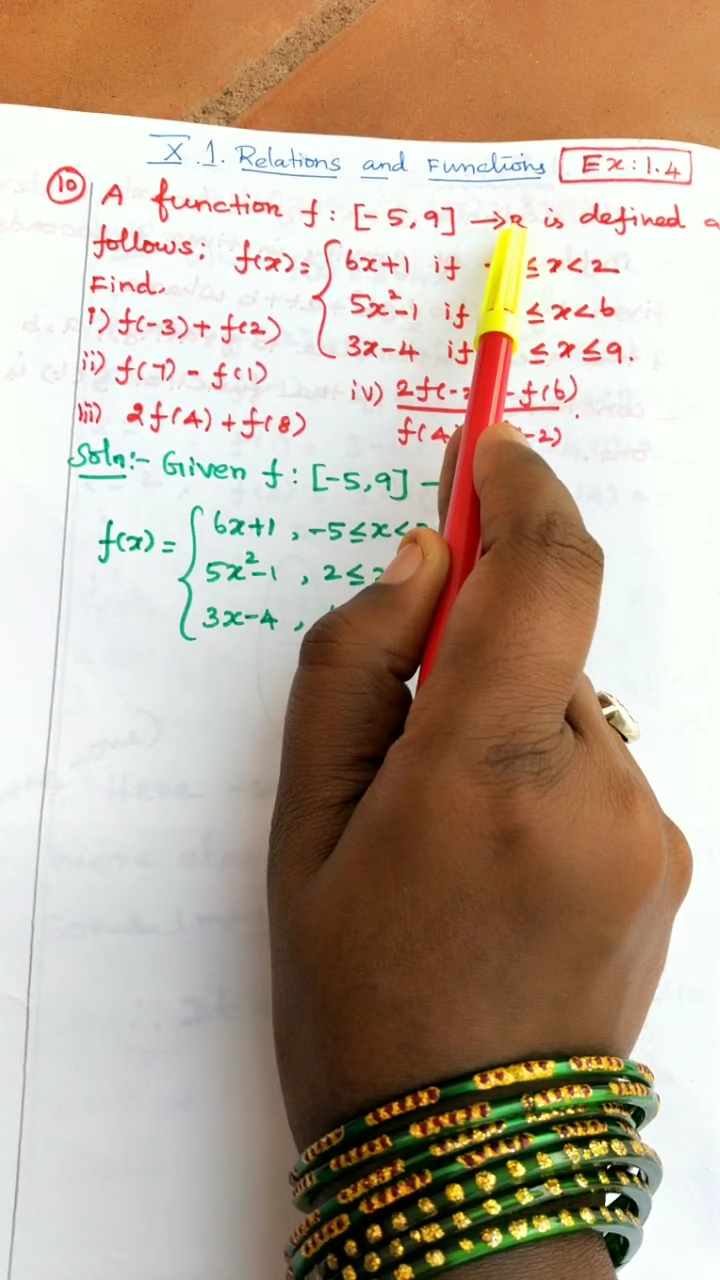 X.1. Relations and Functions Ex: 1.4
10 A function f : [-5, 9] → R is defined
follows; f(x) = { 6x+1 if ≤ x < 2
Find.
5x²-1 if ≤ x < 6
i) f(-3) + f(2)
3x-4 if ≤ x ≤ 9.
ii) f(7) - f(1)
iii) 2f(4) + f(8)
iv) 2f(- - f(6) .
f(4 -2)
Soln:- Given f : [-5, 9]
f(x) = { 6x+1 , -5 ≤ x <
5x²-1 , 2 ≤
3x-4 ,